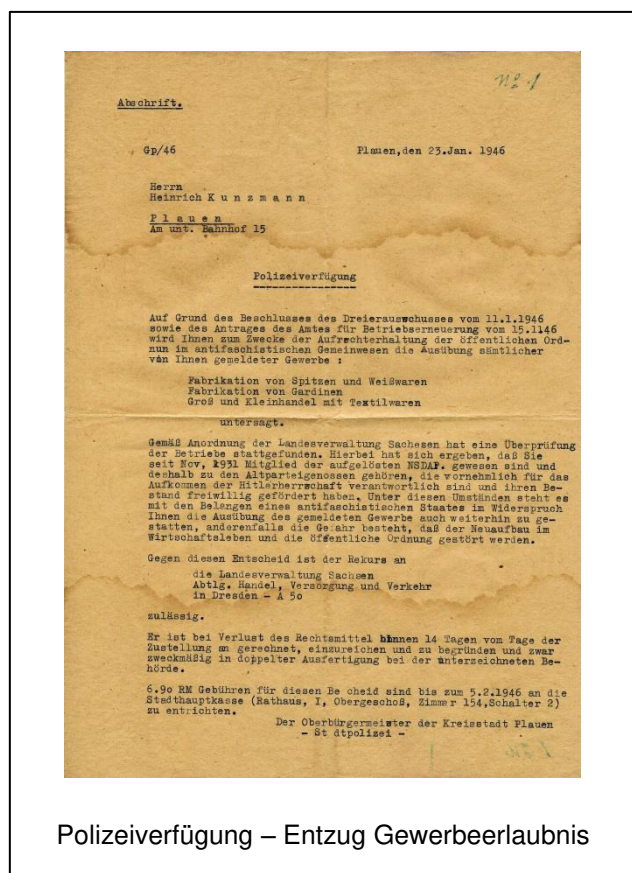 No 1
Abschrift.
Gp/46 Plauen,den 23.Jan. 1946
Herrn
Heinrich K u n z m a n n
P l a u e n
Am unt. Bahnhof 15
Polizeiverfügung
Auf Grund des Beschlusses des Dreierausschusses vom 11.1.1946
sowie des Antrages des Amtes für Betriebserneuerung vom 15.1146
wird Ihnen zum Zwecke der Aufrechterhaltung der öffentlichen Ord-
nun im antifaschistischen Gemeinwesen die Ausübung sämtlicher
von Ihnen gemeldeter Gewerbe :
Fabrikation von Spitzen und Weißwaren
Fabrikation von Gardinen
Groß und Kleinhandel mit Textilwaren
untersagt.
Gemäß Anordnung der Landesverwaltung Sachesen hat eine Überprüfung
der Betriebe stattgefunden. Hierbei hat sich ergeben, daß Sie
seit Nov, 1931 Mitglied der aufgelösten NSDAP. gewesen sind und
deshalb zu den Altparteigenossen gehören, die vornehmlich für das
Aufkommen der Hitlerherrschaft verantwortlich sind und ihren Be-
stand freiwillig gefördert haben. Unter diesen Umständen steht es
mit den Belangen eines antifaschistischen Staates im Widerspruch
Ihnen die Ausübung des gemeldeten Gewerbe auch weiterhin zu ge-
statten, anderenfalls die Gefahr besteht, daß der Neuaufbau im
Wirtschaftsleben und die öffentliche Ordnung gestört werden.
Gegen diesen Entscheid ist der Rekurs an
die Landesverwaltung Sachsen
Abtlg. Handel, Versorgung und Verkehr
in Dresden - A 5o
zulässig.
Er ist bei Verlust des Rechtsmittel binnen 14 Tagen vom Tage der
Zustellung an gerechnet, einzureichen und zu begründen und zwar
zweckmäßig in doppelter Ausfertigung bei der unterzeichneten Be-
hörde.
6.9o RM Gebühren für diesen Be cheid sind bis zum 5.2.1946 an die
Stadthauptkasse (Rathaus, I, Obergeschoß, Zimmer 154,Schalter 2)
zu entrichten.
Der Oberbürgermeister der Kreisstadt Plauen
- St dtpolizei -
Polizeiverfügung – Entzug Gewerbeerlaubnis